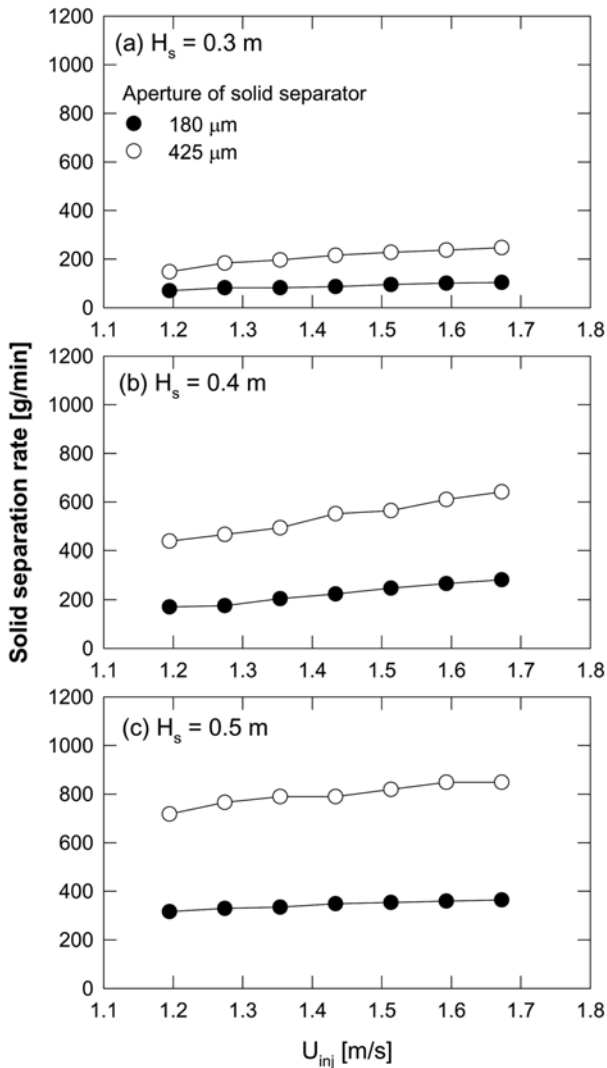 (a) Hs = 0.3 m
Aperture of solid separator
180 μm
425 μm
1200
1000
800
600
400
200
0
1.1 1.2 1.3 1.4 1.5 1.6 1.7 1.8
(b) Hs = 0.4 m
1200
1000
800
600
400
200
0
1.1 1.2 1.3 1.4 1.5 1.6 1.7 1.8
(c) Hs = 0.5 m
1200
1000
800
600
400
200
0
1.1 1.2 1.3 1.4 1.5 1.6 1.7 1.8
Solid separation rate [g/min]
Uinj [m/s]